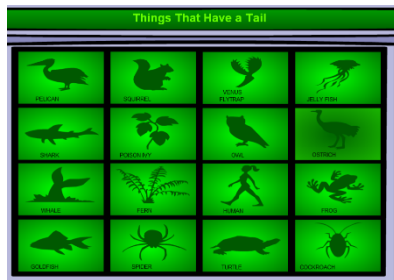 Things That Have a Tail
PELICAN
SQUIRREL
VENUS
FLYTRAP
JELLY FISH
SHARK
POISON IVY
OWL
OSTRICH
WHALE
FERN
HUMAN
FROG
GOLDFISH
SPIDER
TURTLE
COCKROACH